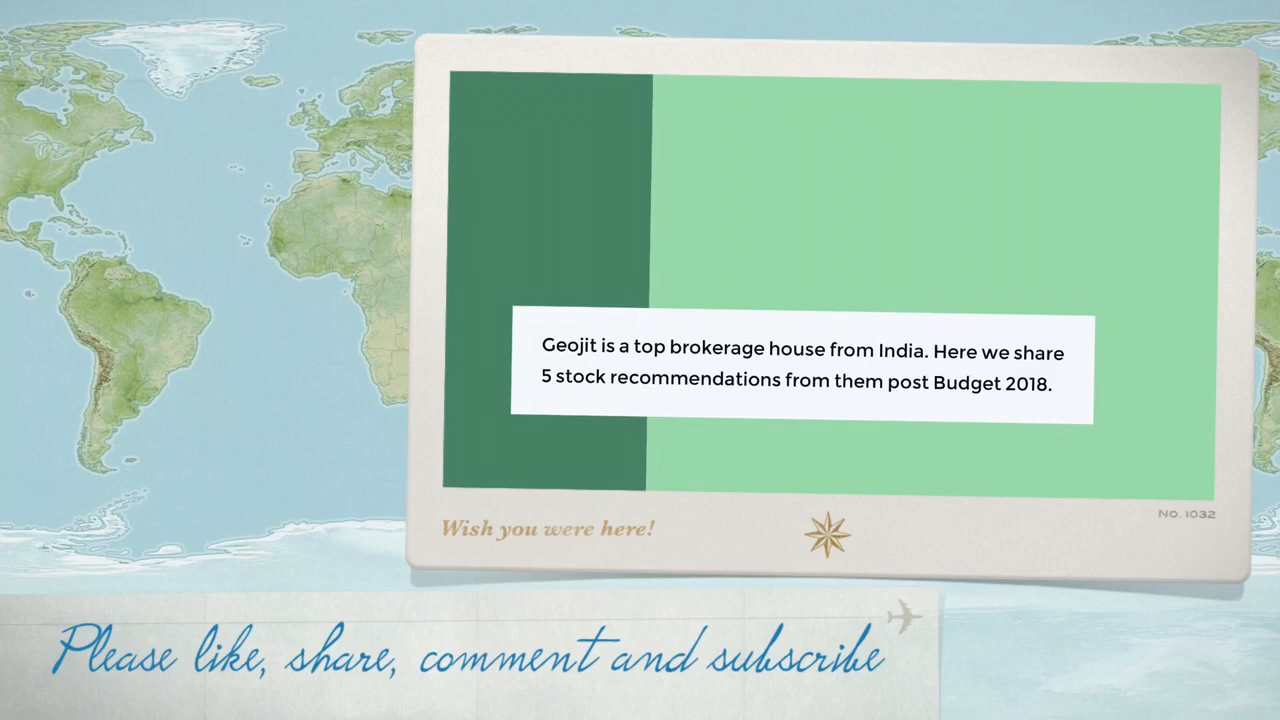 Geojit is a top brokerage house from India. Here we share
5 stock recommendations from them post Budget 2018.
Wish you were here!
NO. 1032
Please like, share, comment and subscribe